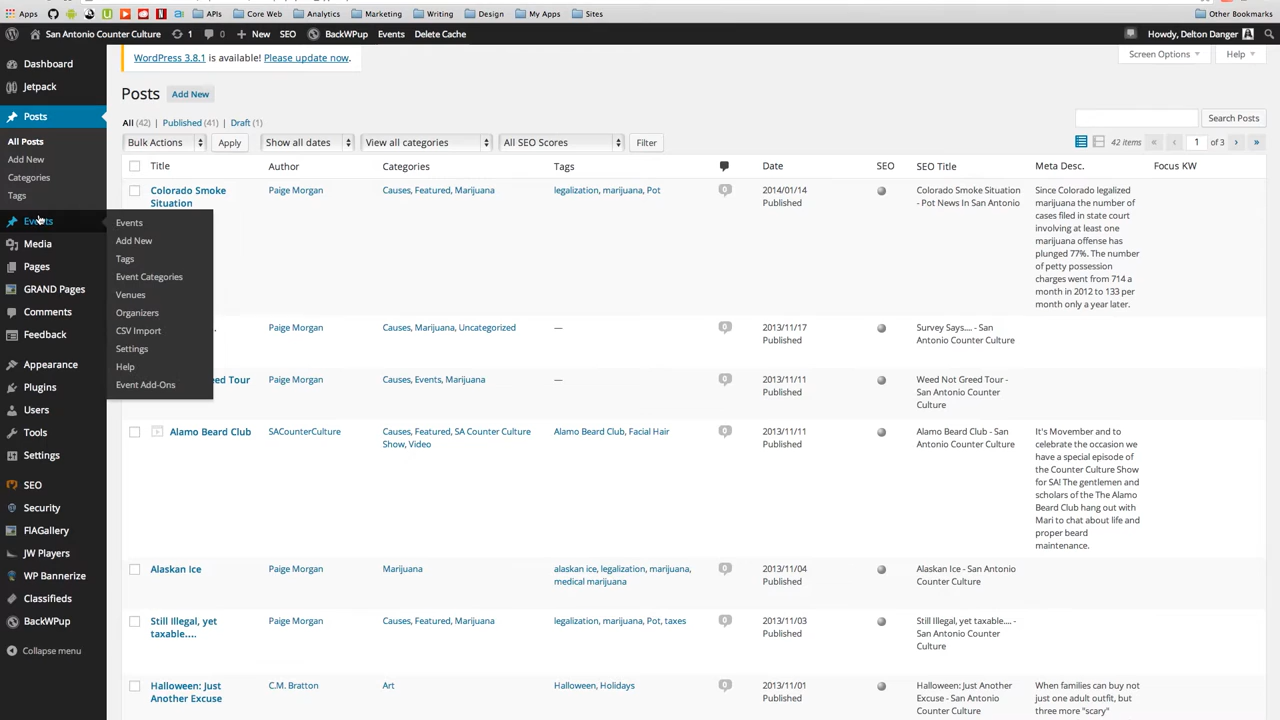 Apps APIs Core Web Analytics Marketing Writing Design My Apps Sites Other Bookmarks
San Antonio Counter Culture 1 0 New SEO BackWPup Events Delete Cache Howdy, Delton Danger
Dashboard
Jetpack
Posts
All Posts
Add New
Categories
Tags
Events
Media
Pages
GRAND Pages
Comments
Feedback
Appearance
Plugins
Users
Tools
Settings
SEO
Security
FIAGallery
JW Players
WP Bannerize
Classifieds
BackWPup
Collapse menu
Events
Add New
Tags
Event Categories
Venues
Organizers
CSV Import
Settings
Help
Event Add-Ons
WordPress 3.8.1 is available! Please update now.
Screen Options Help
Posts Add New
All (42) | Published (41) | Draft (1)
Search Posts
Bulk Actions Apply Show all dates View all categories All SEO Scores Filter
42 items « ‹ 1 of 3 › »
Title Author Categories Tags Date SEO SEO Title Meta Desc. Focus KW
Colorado Smoke
Situation
Paige Morgan
Causes, Featured, Marijuana
legalization, marijuana, Pot
0
2014/01/14
Published
Colorado Smoke Situation
- Pot News In San Antonio
Since Colorado legalized
marijuana the number of
cases filed in state court
involving at least one
marijuana offense has
plunged 77%. The number
of petty possession
charges went from 714 a
month in 2012 to 133 per
month only a year later.
Paige Morgan
Causes, Marijuana, Uncategorized
—
0
2013/11/17
Published
Survey Says.... - San
Antonio Counter Culture
eed Tour
Paige Morgan
Causes, Events, Marijuana
—
0
2013/11/11
Published
Weed Not Greed Tour -
San Antonio Counter
Culture
Alamo Beard Club
SACounterCulture
Causes, Featured, SA Counter Culture
Show, Video
Alamo Beard Club, Facial Hair
0
2013/11/11
Published
Alamo Beard Club - San
Antonio Counter Culture
It's Movember and to
celebrate the occasion we
have a special episode of
the Counter Culture Show
for SA! The gentlemen and
scholars of the The Alamo
Beard Club hang out with
Mari to chat about life and
proper beard
maintenance.
Alaskan Ice
Paige Morgan
Marijuana
alaskan ice, legalization, marijuana,
medical marijuana
0
2013/11/04
Published
Alaskan Ice - San Antonio
Counter Culture
Still Illegal, yet
taxable....
Paige Morgan
Causes, Featured, Marijuana
legalization, marijuana, Pot, taxes
0
2013/11/03
Published
Still Illegal, yet taxable.... -
San Antonio Counter
Culture
Halloween: Just
Another Excuse
C.M. Bratton
Art
Halloween, Holidays
0
2013/11/01
Published
Halloween: Just Another
Excuse - San Antonio
Counter Culture
When families can buy not
just one adult outfit, but
three more "scary"